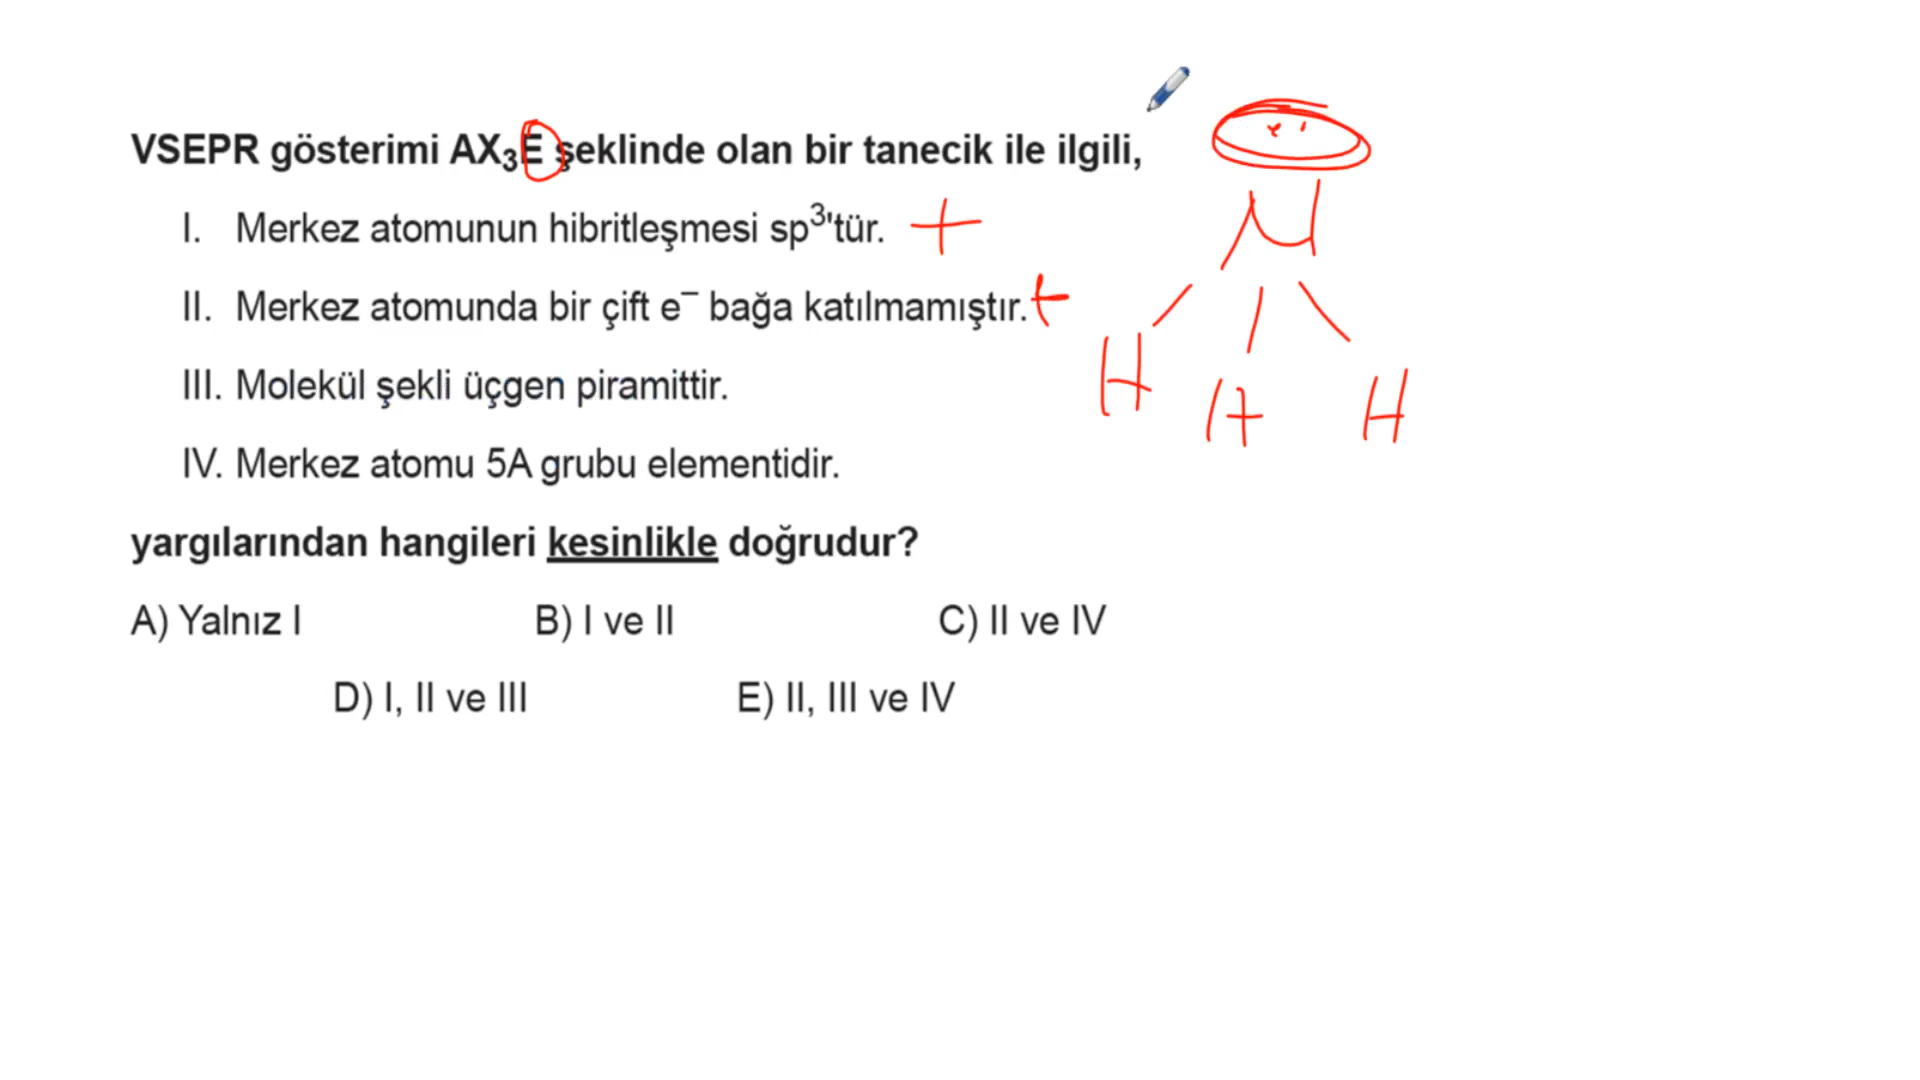 VSEPR gösterimi AX₃E şeklinde olan bir tanecik ile ilgili,
I. Merkez atomunun hibritleşmesi sp³'tür. +
II. Merkez atomunda bir çift e⁻ bağa katılmamıştır. +
III. Molekül şekli üçgen piramittir.
IV. Merkez atomu 5A grubu elementidir.
yargılarından hangileri kesinlikle doğrudur?
A) Yalnız I B) I ve II C) II ve IV
D) I, II ve III E) II, III ve IV
N
H H H